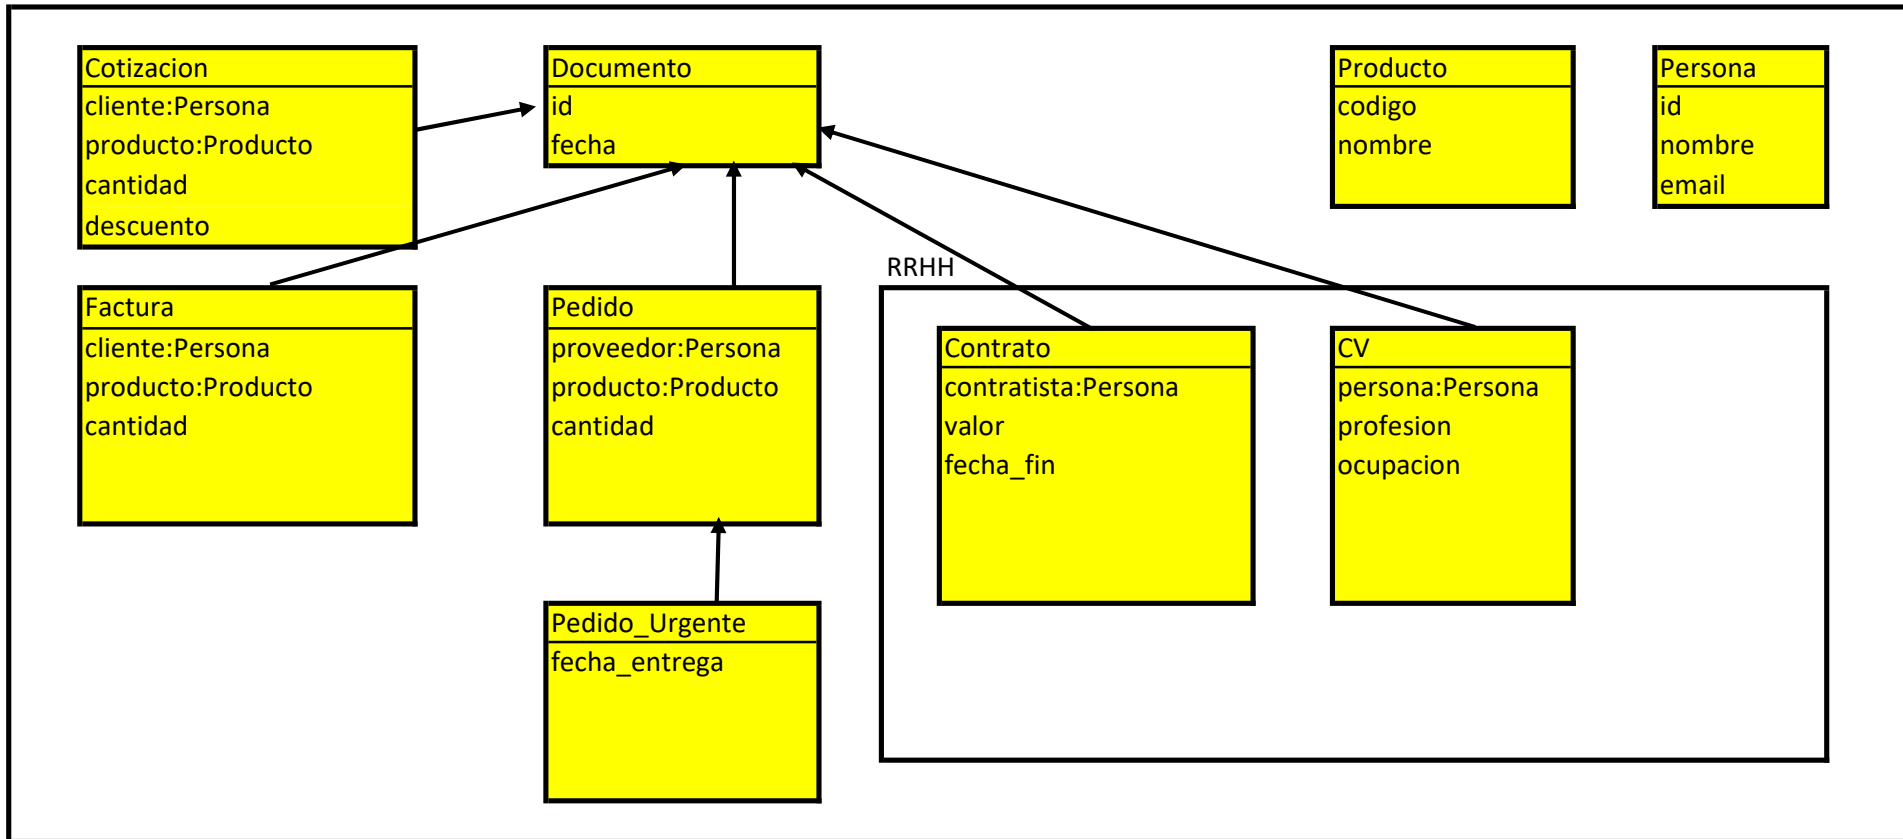 Cotizacion
cliente:Persona
producto:Producto
cantidad
descuento
Documento
id
fecha
Producto
codigo
nombre
Persona
id
nombre
email
Factura
cliente:Persona
producto:Producto
cantidad
Pedido
proveedor:Persona
producto:Producto
cantidad
RRHH
Contrato
contratista:Persona
valor
fecha_fin
CV
persona:Persona
profesion
ocupacion
Pedido_Urgente
fecha_entrega